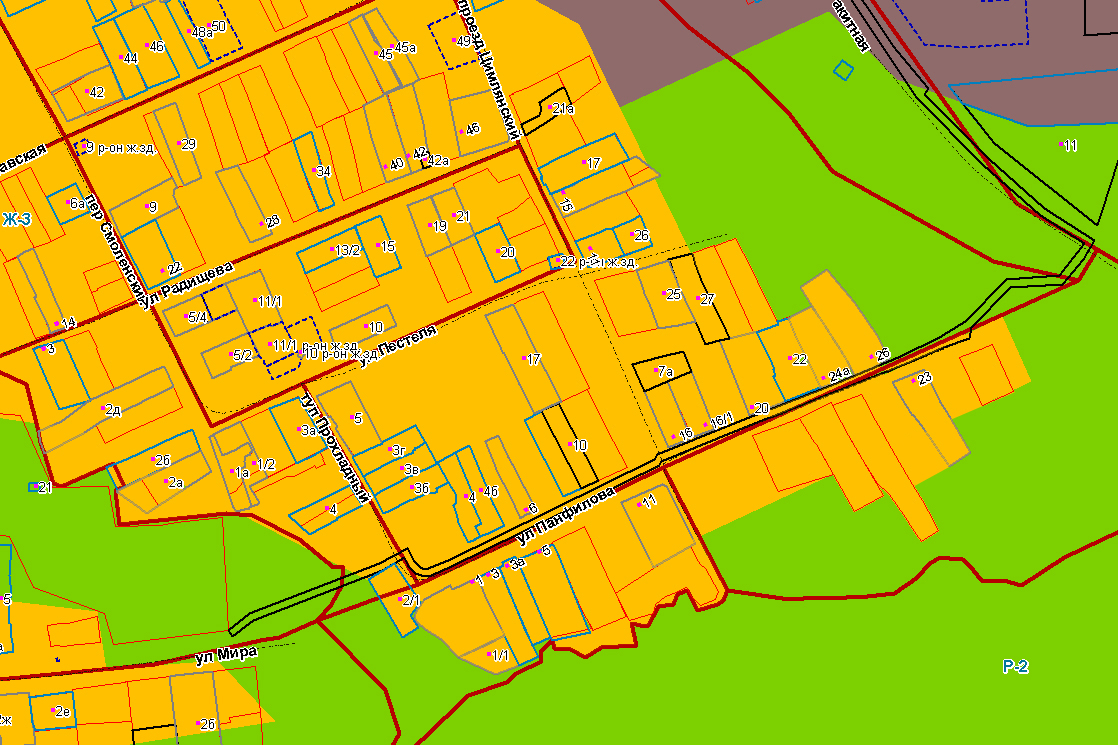 50
48а
46
44
42
45
45а
49
проезд Цимлянский
акитная
21а
11
9 р-он ж.зд.
29
34
40
42
42а
46
17
15
6а
9
28
авская
Ж-3
пер Смоленский
22
ул Радищева
13/2
15
19
21
20
26
22 р-он ж.зд.
14
5/4
11/1
10
25
27
3
5/2
11/1 р-он ж.зд.
10 р-он ж.зд.
ул Пестеля
17
7а
22
24а
26
23
2д
тул Прохладный
5
3а
16
16/1
20
2б
2а
1а
1/2
3г
3в
3б
10
21
4
4
4б
6
ул Панфилова
11
1
3
3а
5
5
2/1
1/1
ул Мира
Р-2
2е
2б